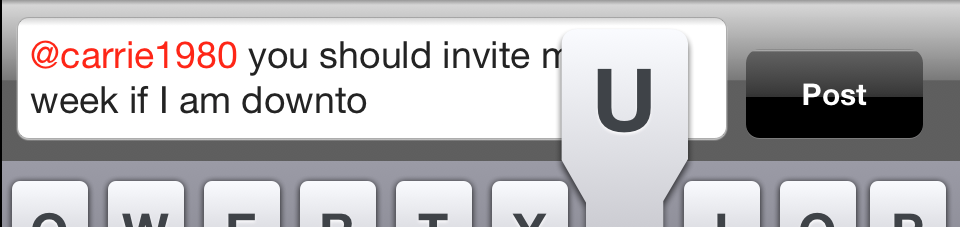 @carrie1980 you should invite
week if I am downto
Post
U
Q W E R T Y I O P